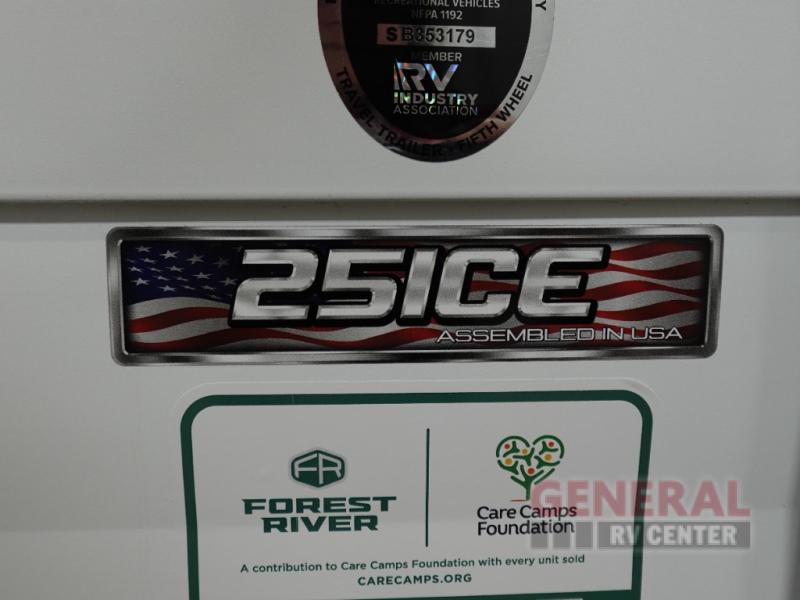 RECREATIONAL VEHICLES
NFPA 1192
SB353179
MEMBER
RV
INDUSTRY
ASSOCIATION
TRAVEL TRAILER • FIFTH WHEEL
25ICE
ASSEMBLED IN USA
FR
FOREST
RIVER
Care Camps
Foundation
GENERAL
RV CENTER
A contribution to Care Camps Foundation with every unit sold
CARECAMPS.ORG